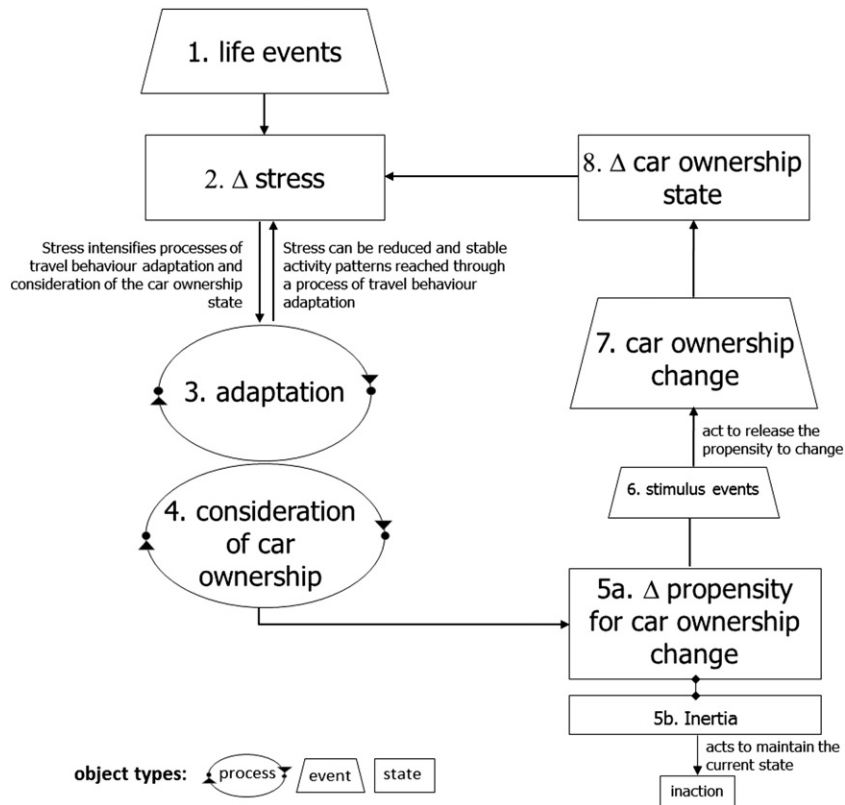 1. life events
2. Δ stress
8. Δ car ownership
state
Stress intensifies processes of
travel behaviour adaptation and
consideration of the car ownership
state
Stress can be reduced and stable
activity patterns reached through
a process of travel behaviour
adaptation
3. adaptation
7. car ownership
change
act to release the
propensity to change
6. stimulus events
4. consideration
of car
ownership
5a. Δ propensity
for car ownership
change
5b. Inertia
acts to maintain the
current state
inaction
object types:
process
event
state